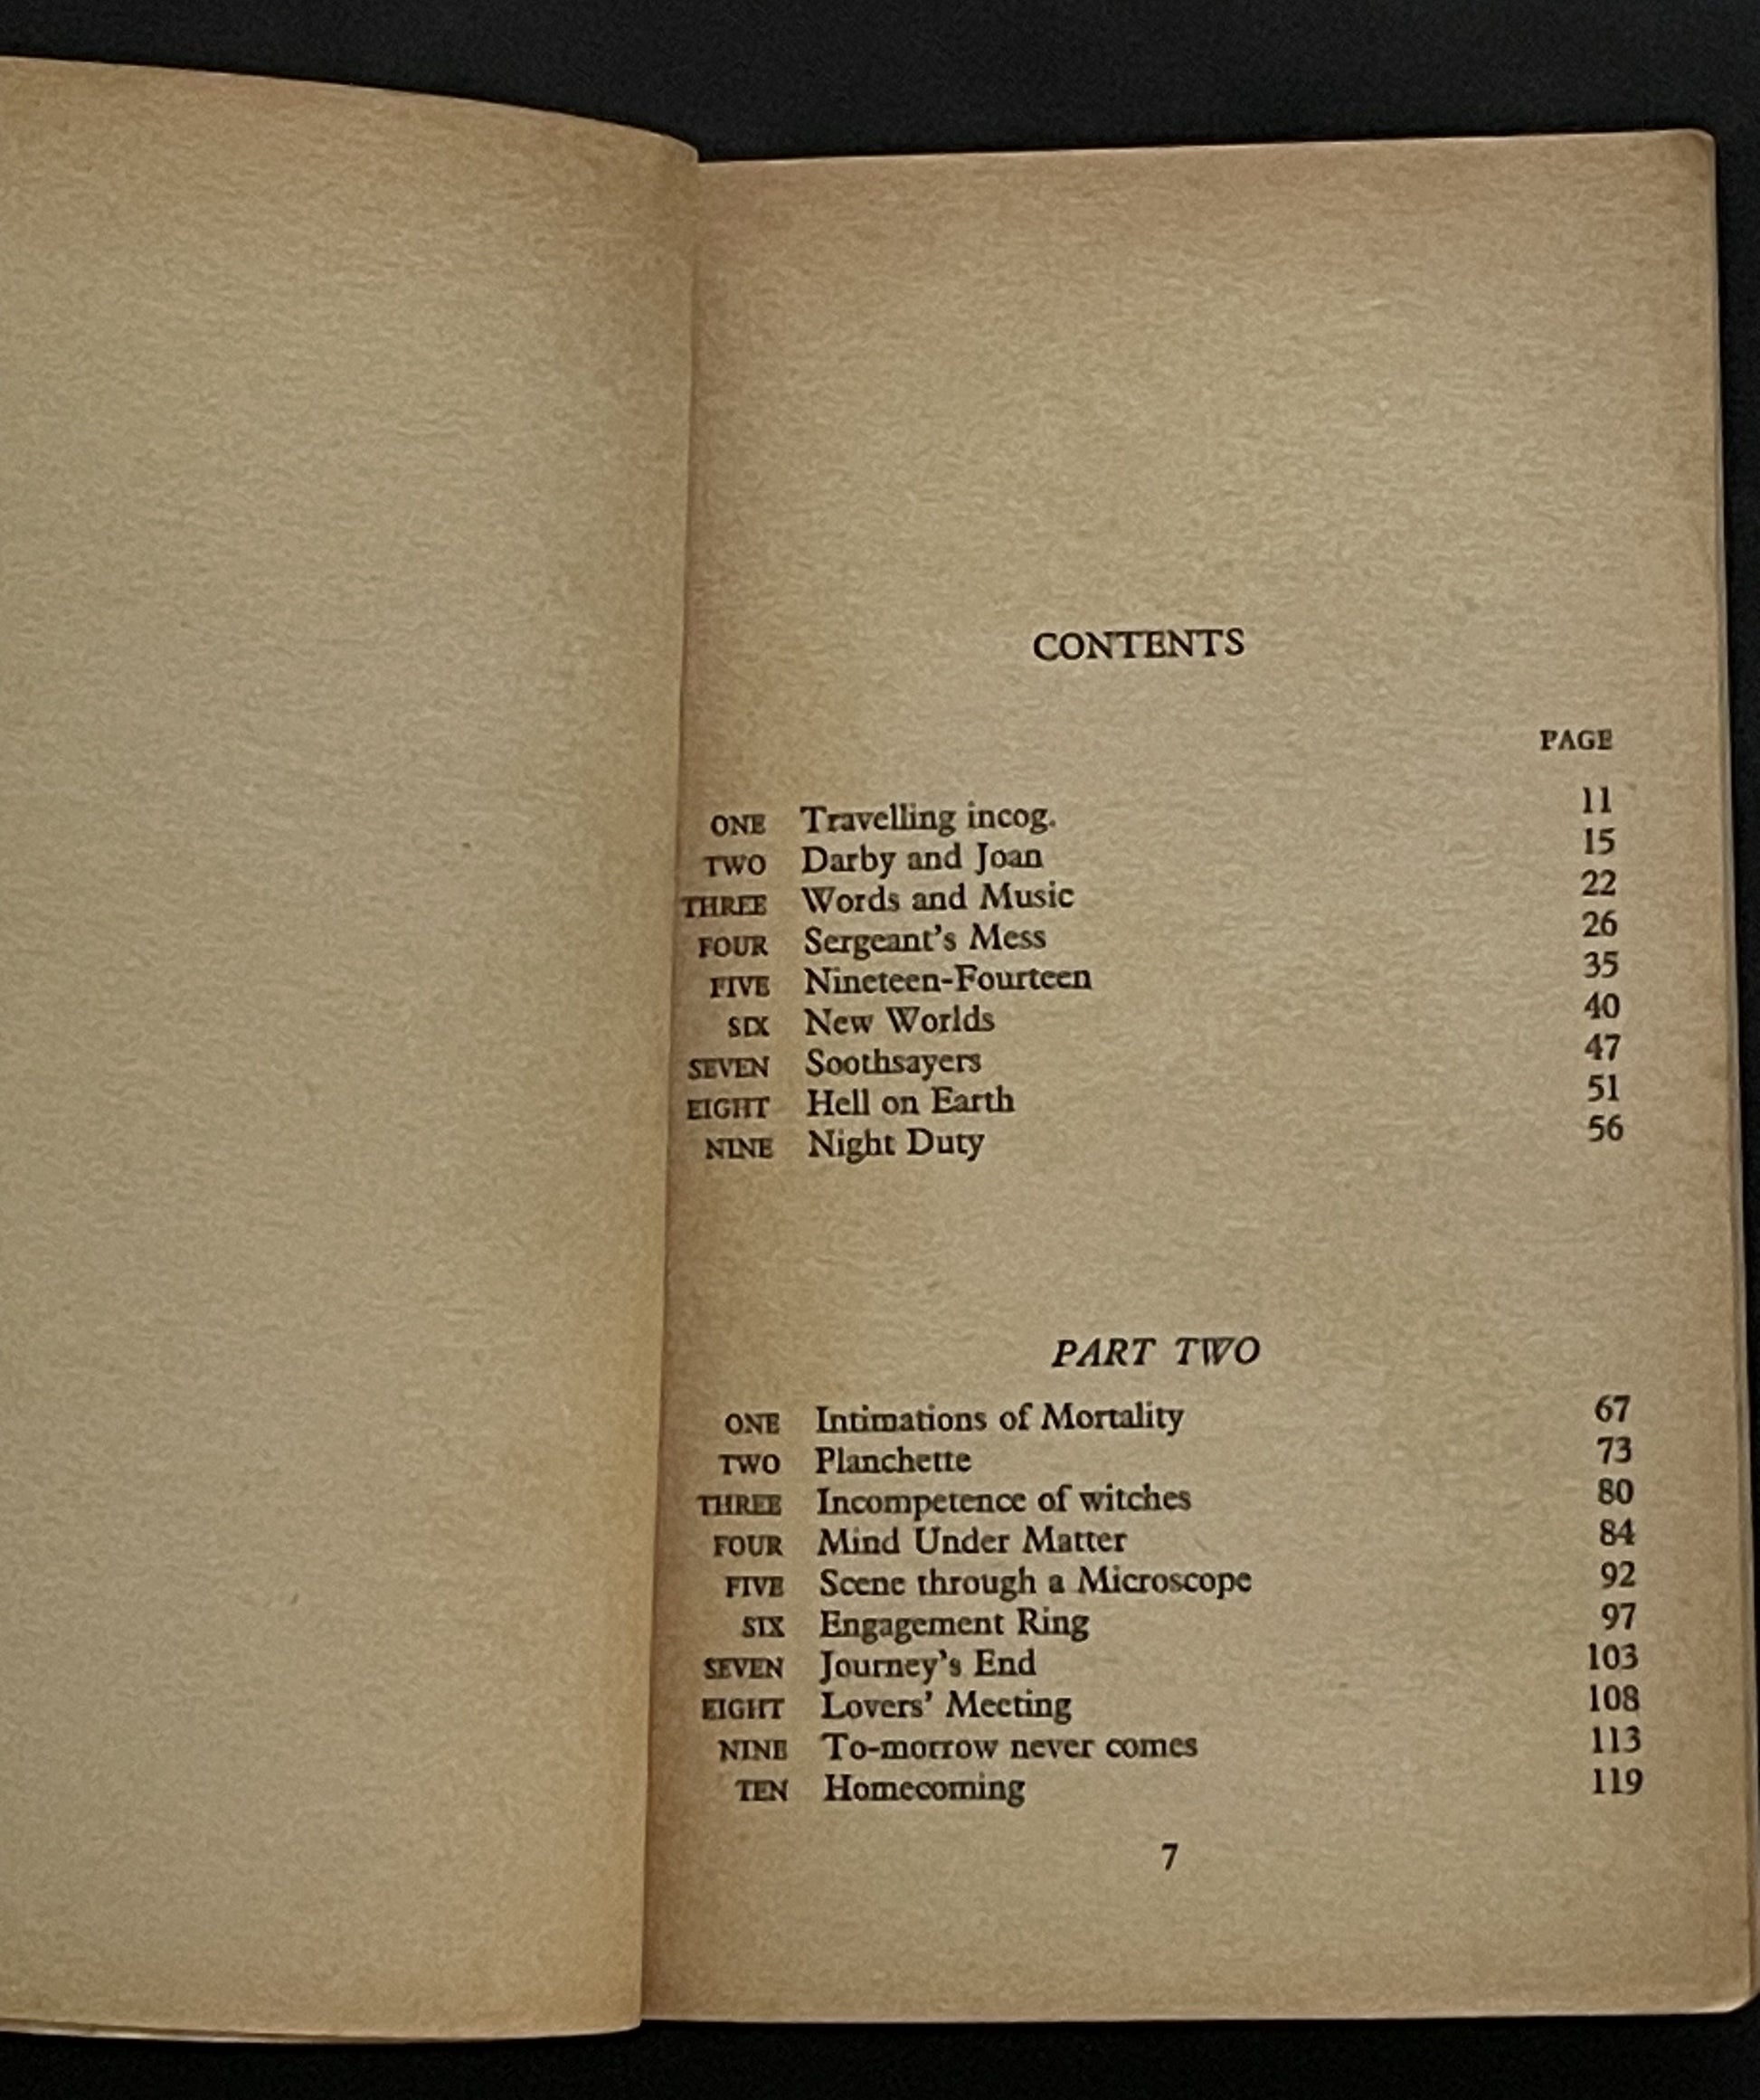 CONTENTS
PAGE
ONE Travelling incog. 11
TWO Darby and Joan 15
THREE Words and Music 22
FOUR Sergeant's Mess 26
FIVE Nineteen-Fourteen 35
SIX New Worlds 40
SEVEN Soothsayers 47
EIGHT Hell on Earth 51
NINE Night Duty 56
PART TWO
ONE Intimations of Mortality 67
TWO Planchette 73
THREE Incompetence of witches 80
FOUR Mind Under Matter 84
FIVE Scene through a Microscope 92
SIX Engagement Ring 97
SEVEN Journey's End 103
EIGHT Lovers' Meeting 108
NINE To-morrow never comes 113
TEN Homecoming 119
7